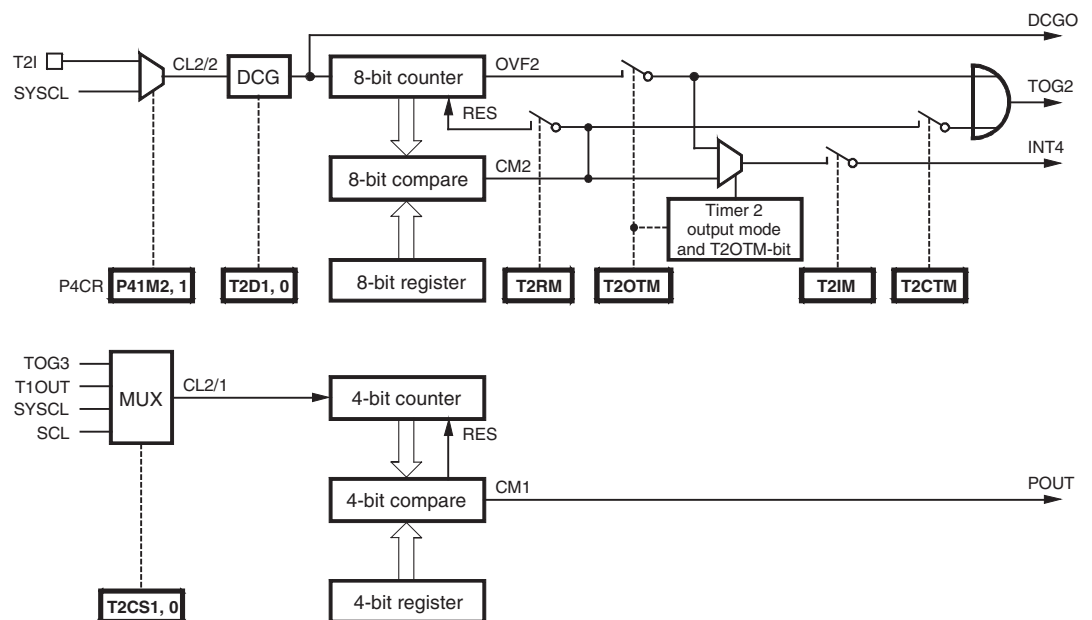 DCGO
T2I
CL2/2
DCG
8-bit counter
OVF2
TOG2
SYSCL
RES
INT4
8-bit compare
CM2
Timer 2
output mode
and T2OTM-bit
P4CR
P41M2, 1
T2D1, 0
8-bit register
T2RM
T2OTM
T2IM
T2CTM
TOG3
T1OUT
SYSCL
SCL
MUX
CL2/1
4-bit counter
RES
4-bit compare
CM1
POUT
T2CS1, 0
4-bit register